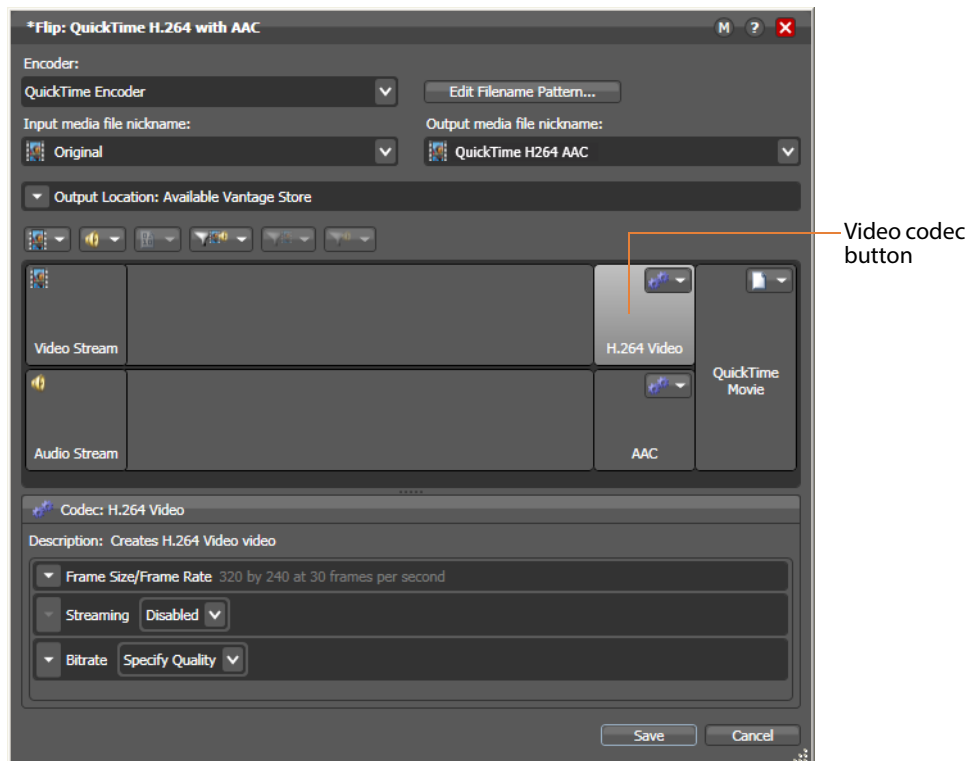 *Flip: QuickTime H.264 with AAC
M ?
Encoder:
QuickTime Encoder
Edit Filename Pattern...
Input media file nickname:
Output media file nickname:
Original
QuickTime H264 AAC
Output Location: Available Vantage Store
Video codec
button
Video Stream
H.264 Video
QuickTime
Movie
Audio Stream
AAC
Codec: H.264 Video
Description: Creates H.264 Video video
Frame Size/Frame Rate 320 by 240 at 30 frames per second
Streaming Disabled
Bitrate Specify Quality
Save
Cancel